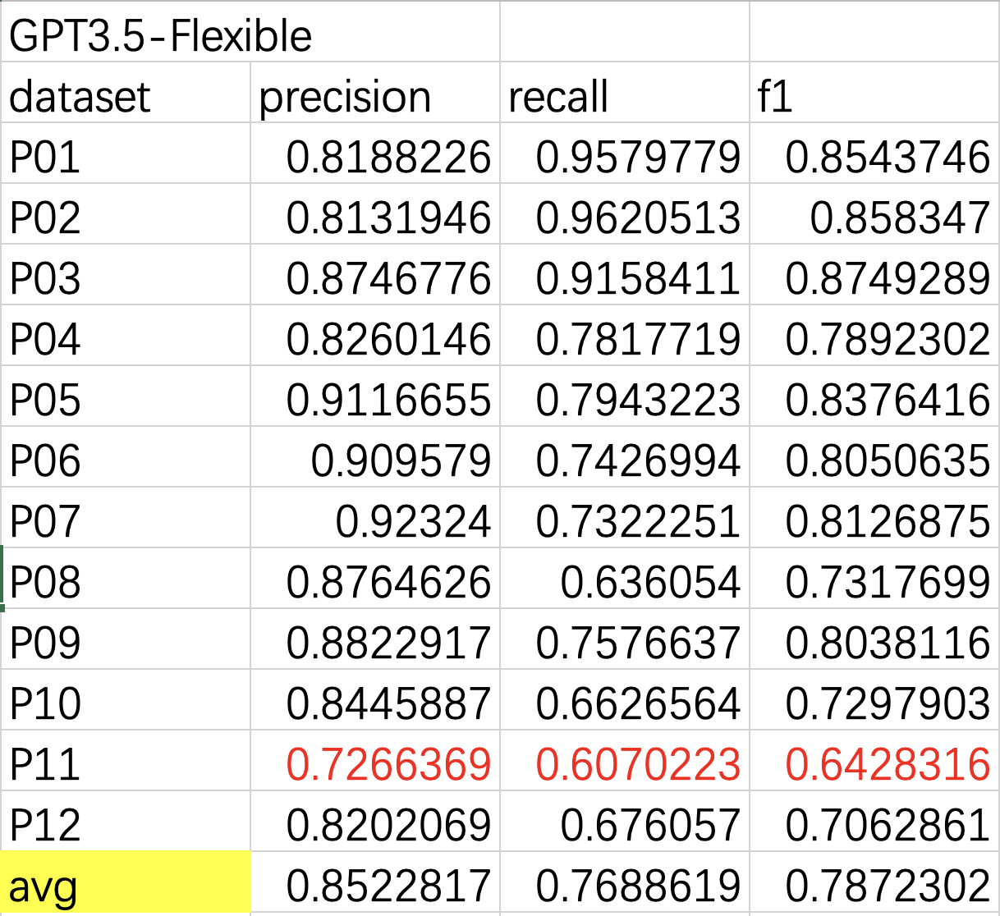 GPT3.5-Flexible
dataset precision recall f1
P01 0.8188226 0.9579779 0.8543746
P02 0.8131946 0.9620513 0.858347
P03 0.8746776 0.9158411 0.8749289
P04 0.8260146 0.7817719 0.7892302
P05 0.9116655 0.7943223 0.8376416
P06 0.909579 0.7426994 0.8050635
P07 0.92324 0.7322251 0.8126875
P08 0.8764626 0.636054 0.7317699
P09 0.8822917 0.7576637 0.8038116
P10 0.8445887 0.6626564 0.7297903
P11 0.7266369 0.6070223 0.6428316
P12 0.8202069 0.676057 0.7062861
avg 0.8522817 0.7688619 0.7872302